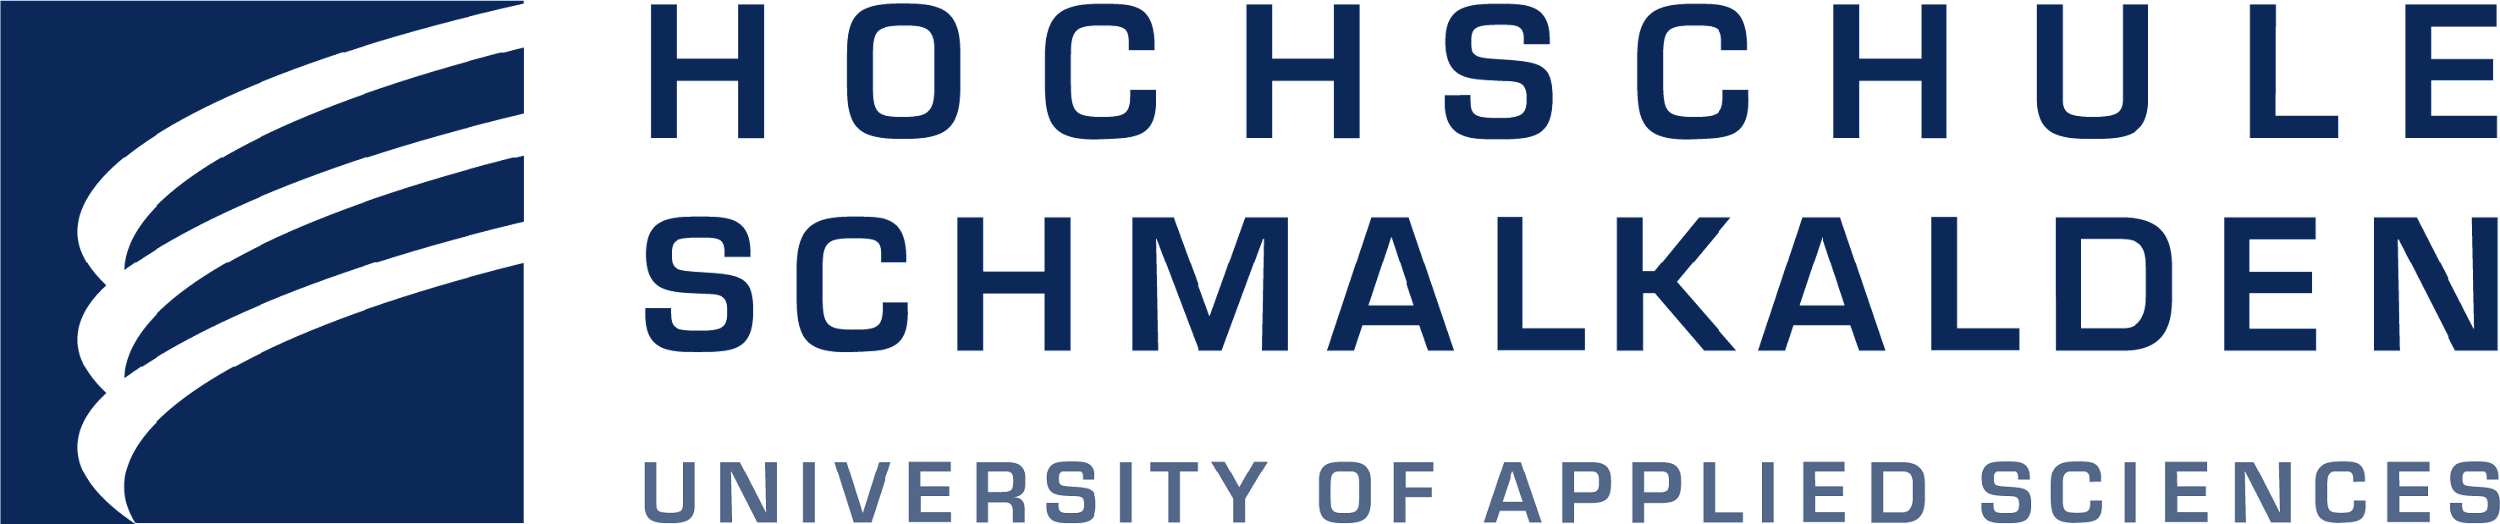 HOCHSCHULE
SCHMALKALDEN
UNIVERSITY OF APPLIED SCIENCES